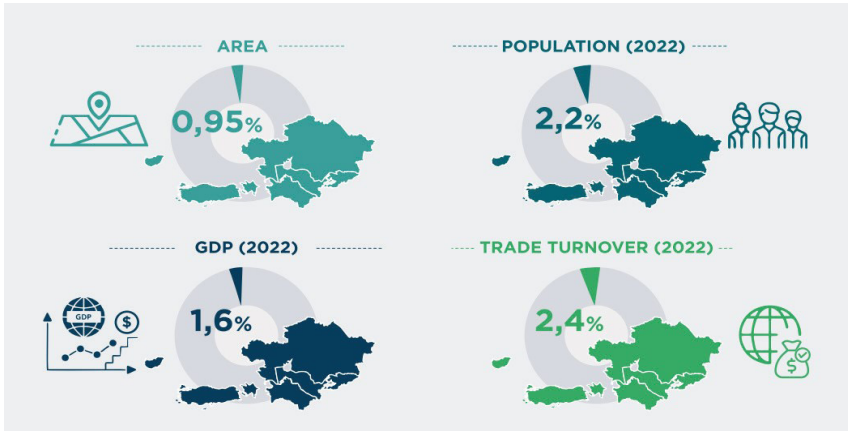 AREA
0,95%
POPULATION (2022)
2,2%
GDP (2022)
GDP
$
1,6%
TRADE TURNOVER (2022)
2,4%
$